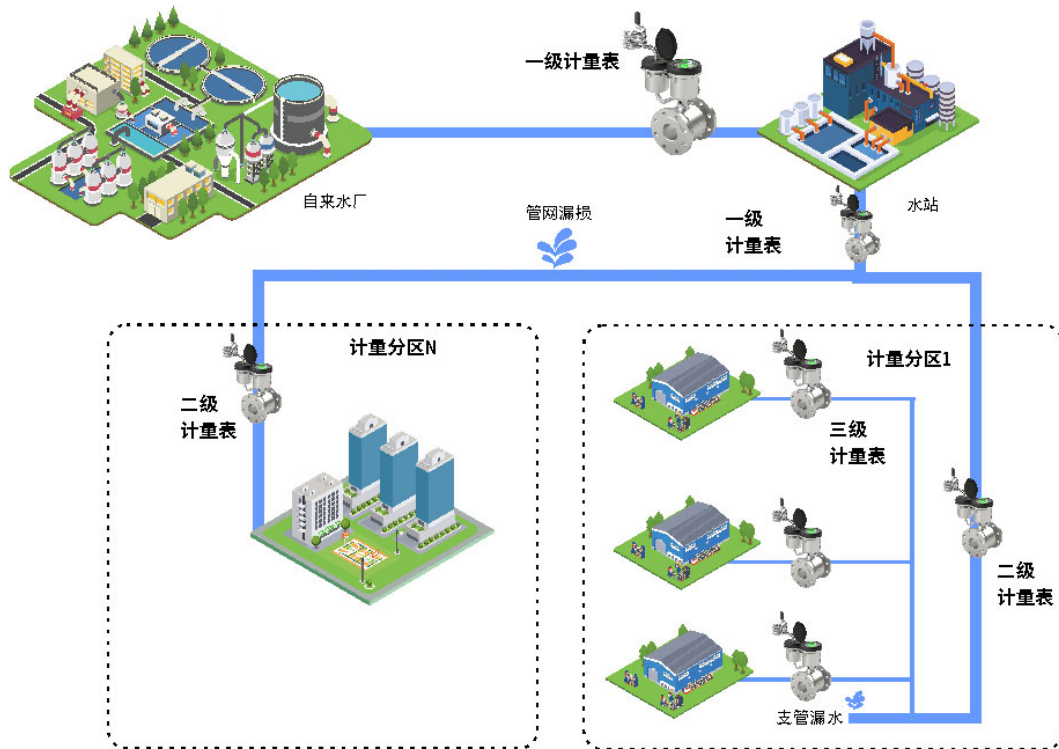 一级计量表
自来水厂
管网漏损
一级
计量表
水站
计量分区N
计量分区1
二级
计量表
三级
计量表
二级
计量表
支管漏水